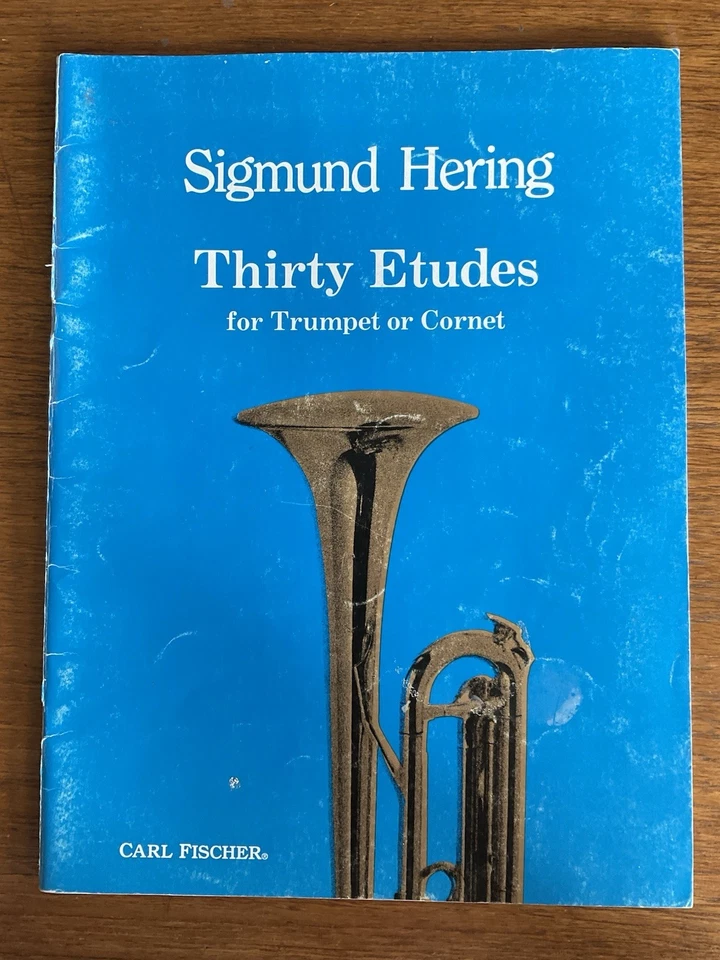 Sigmund Hering
Thirty Etudes
for Trumpet or Cornet
CARL FISCHER®